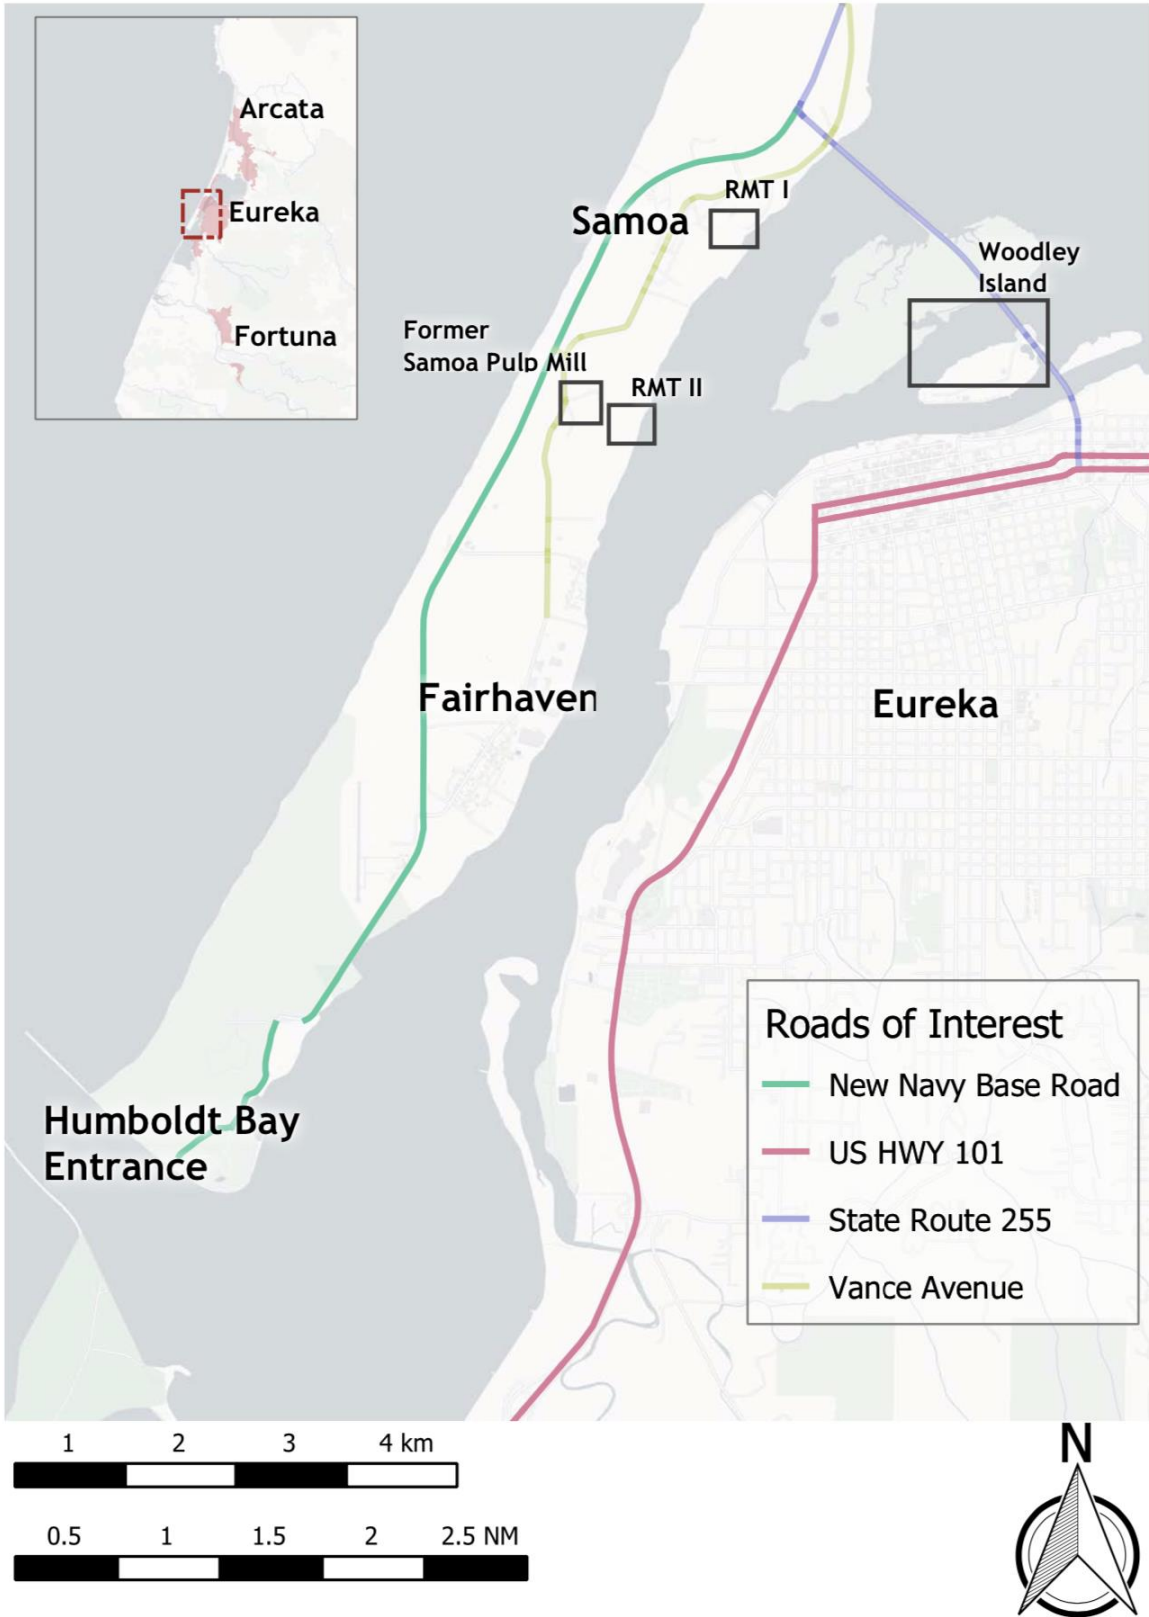 Arcata
Eureka
Fortuna
RMT I
Samoa
Woodley
Island
Former
Samoa Pulp Mill
RMT II
Fairhaven
Eureka
Humboldt Bay
Entrance
Roads of Interest
New Navy Base Road
US HWY 101
State Route 255
Vance Avenue
1 2 3 4 km
0.5 1 1.5 2 2.5 NM
N